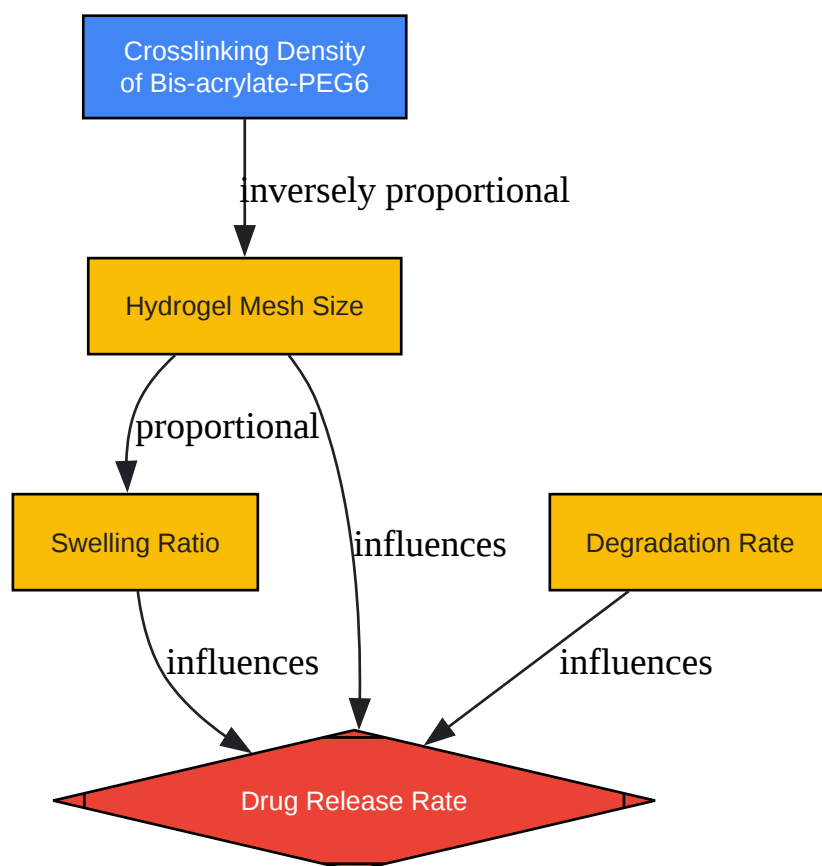 Crosslinking Density
of Bis-acrylate-PEG6
inversely proportional
Hydrogel Mesh Size
proportional
Swelling Ratio
influences
Degradation Rate
influences
influences
Drug Release Rate